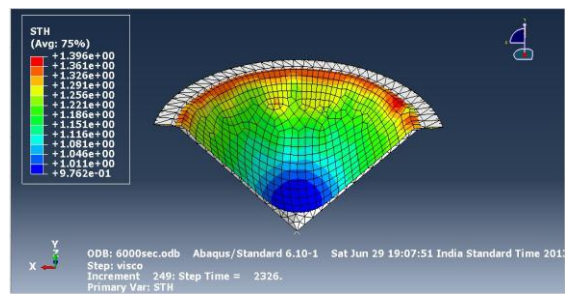 STH
(Avg: 75%)
+1.396e+00
+1.361e+00
+1.326e+00
+1.291e+00
+1.256e+00
+1.221e+00
+1.186e+00
+1.151e+00
+1.116e+00
+1.081e+00
+1.046e+00
+1.011e+00
+9.762e-01
Y
X
ODB: 6000sec.odb Abaqus/Standard 6.10-1 Sat Jun 29 19:07:51 India Standard Time
Step: visco
Increment 249: Step Time = 2326.
Primary Var: STH